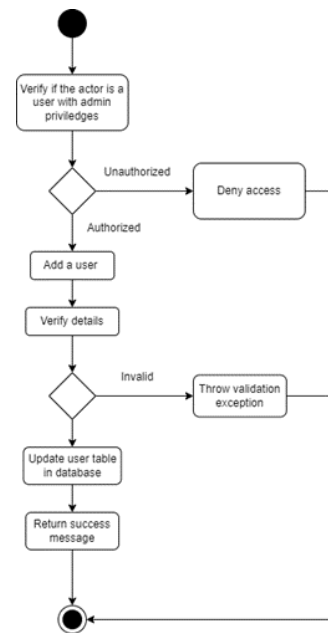 Verify if the actor is a
user with admin
priviledges
Unauthorized
Deny access
Authorized
Add a user
Verify details
Invalid
Throw validation
exception
Update user table
in database
Return success
message